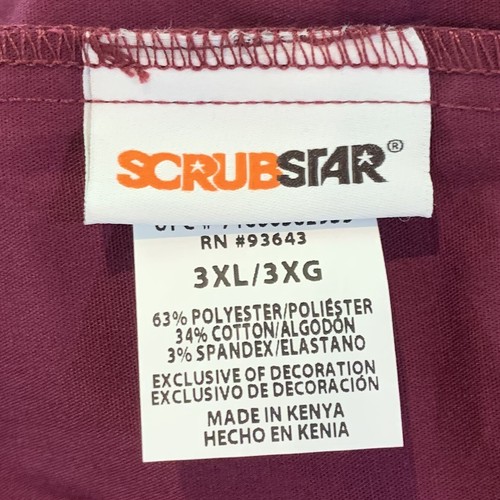 SCRUBSTAR®
RN #93643
3XL/3XG
63% POLYESTER/POLIÉSTER
34% COTTON/ALGODÓN
3% SPANDEX/ELASTANO
EXCLUSIVE OF DECORATION
EXCLUSIVO DE DECORACIÓN
MADE IN KENYA
HECHO EN KENIA